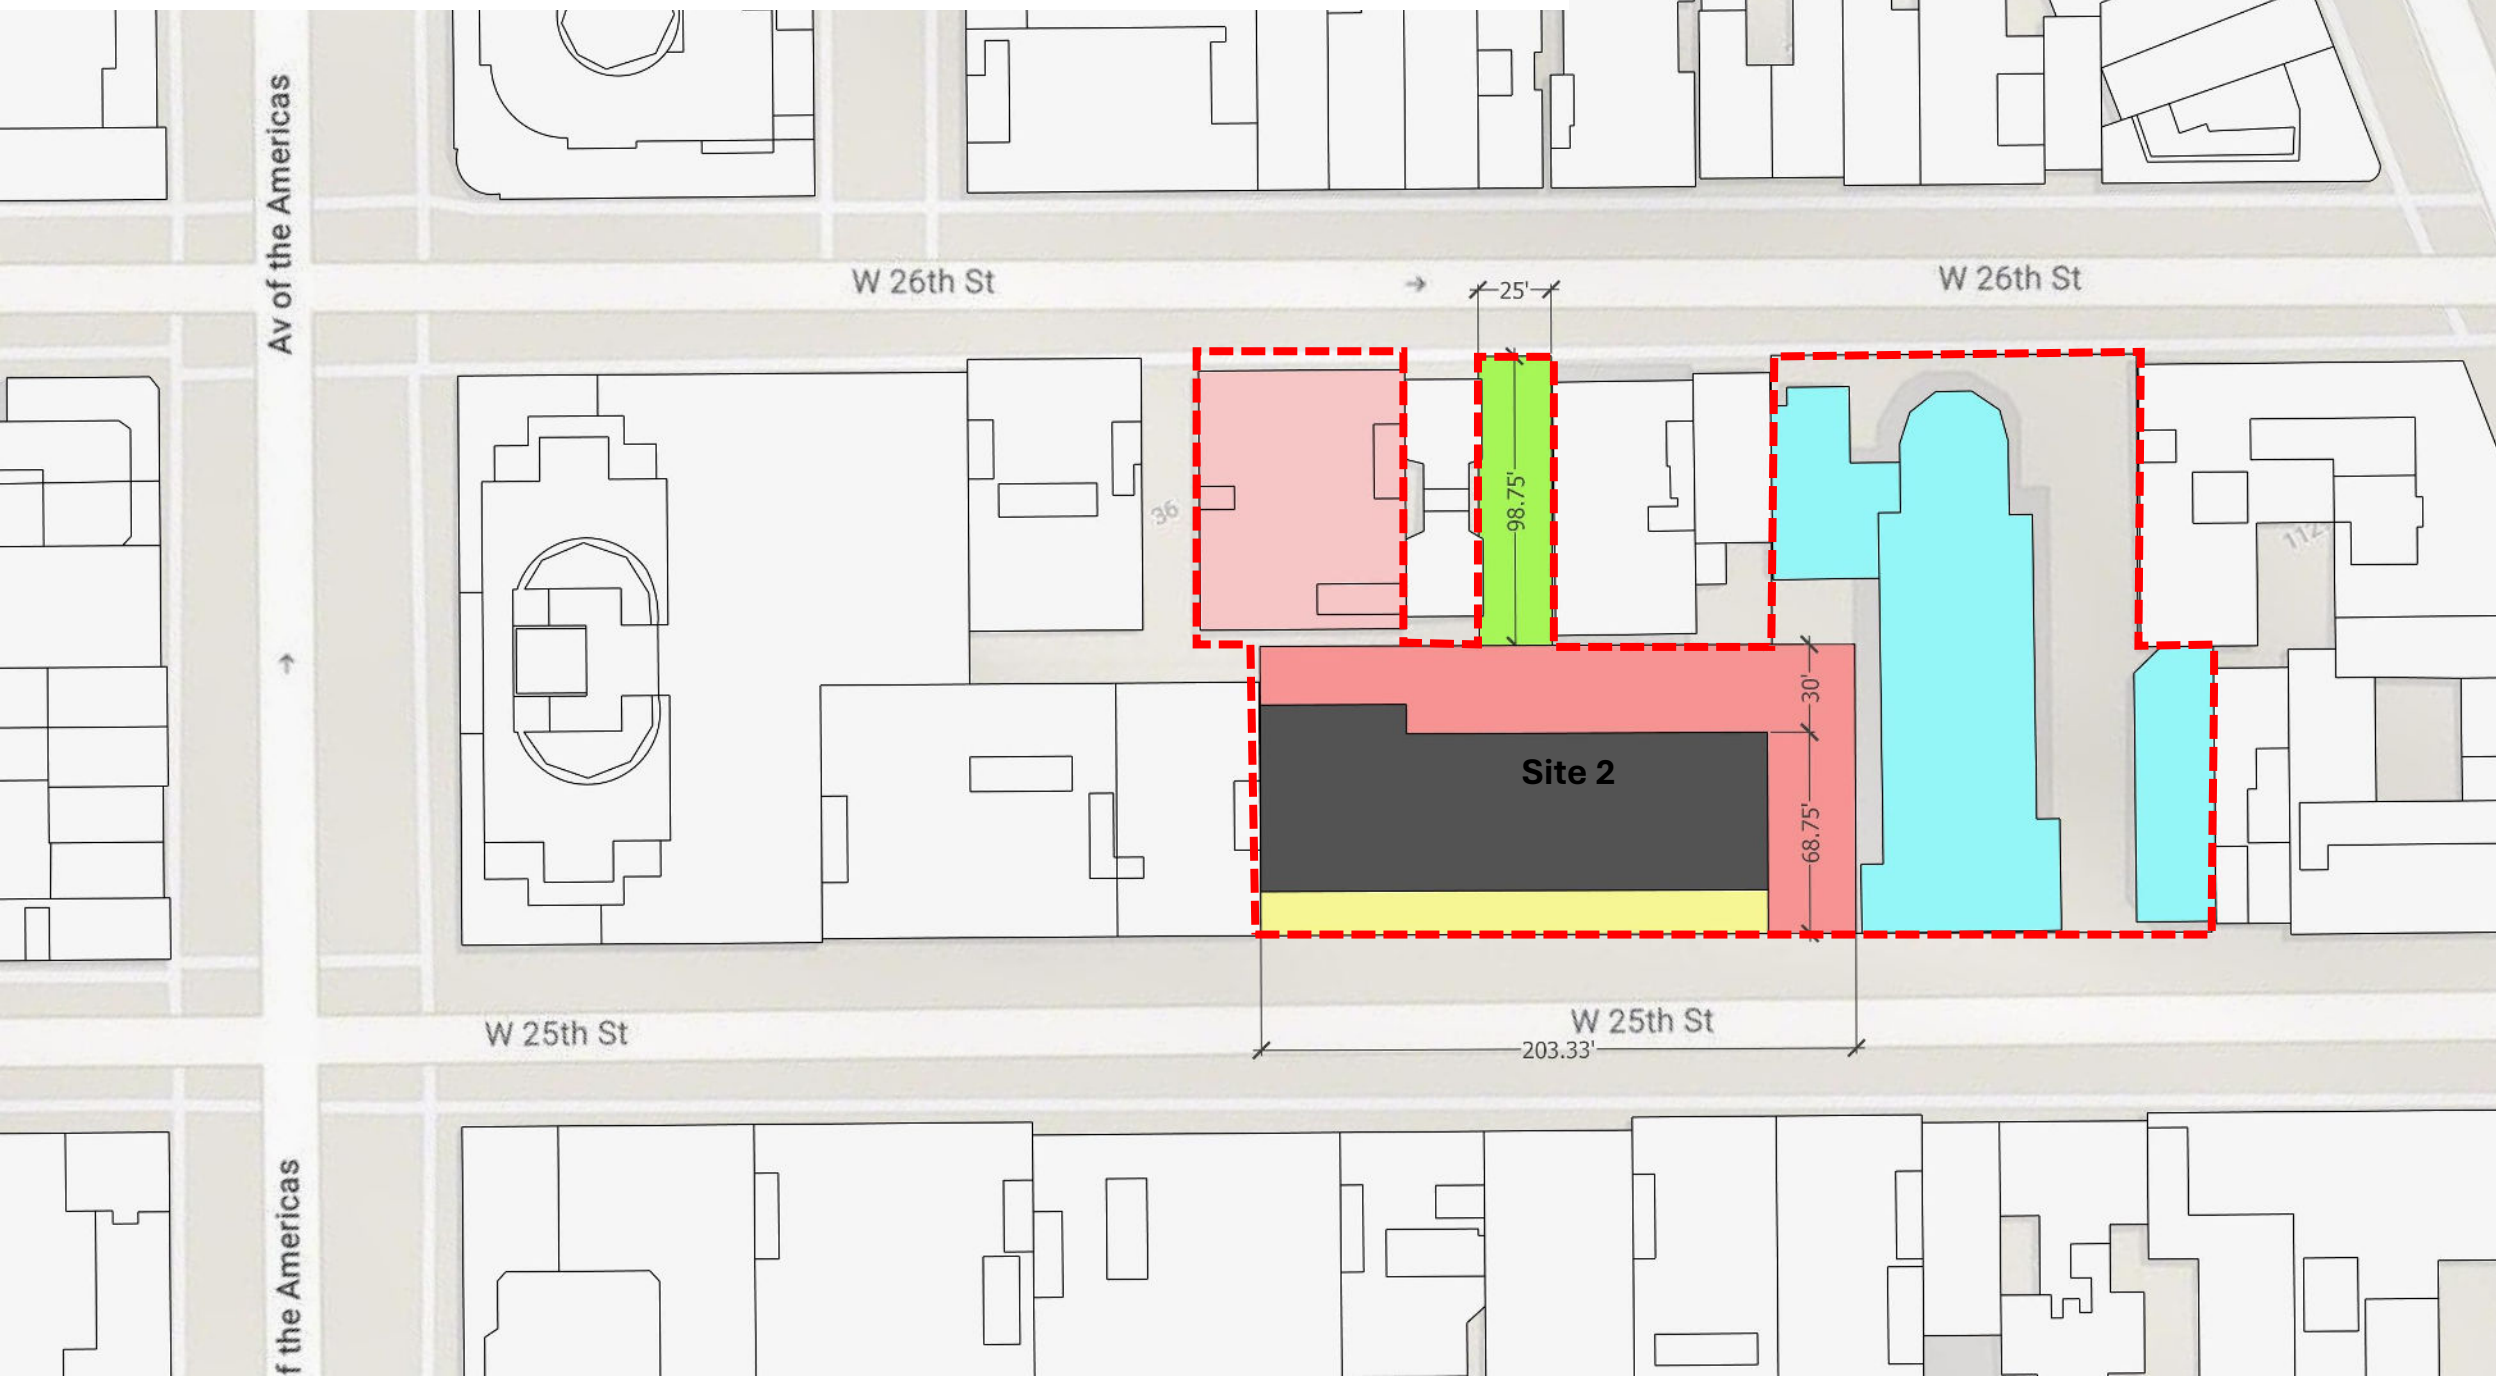 Av of the Americas
W 26th St
W 26th St
25'
36
98.75'
112
30'
Site 2
68.75'
W 25th St
W 25th St
203.33'
f the Americas